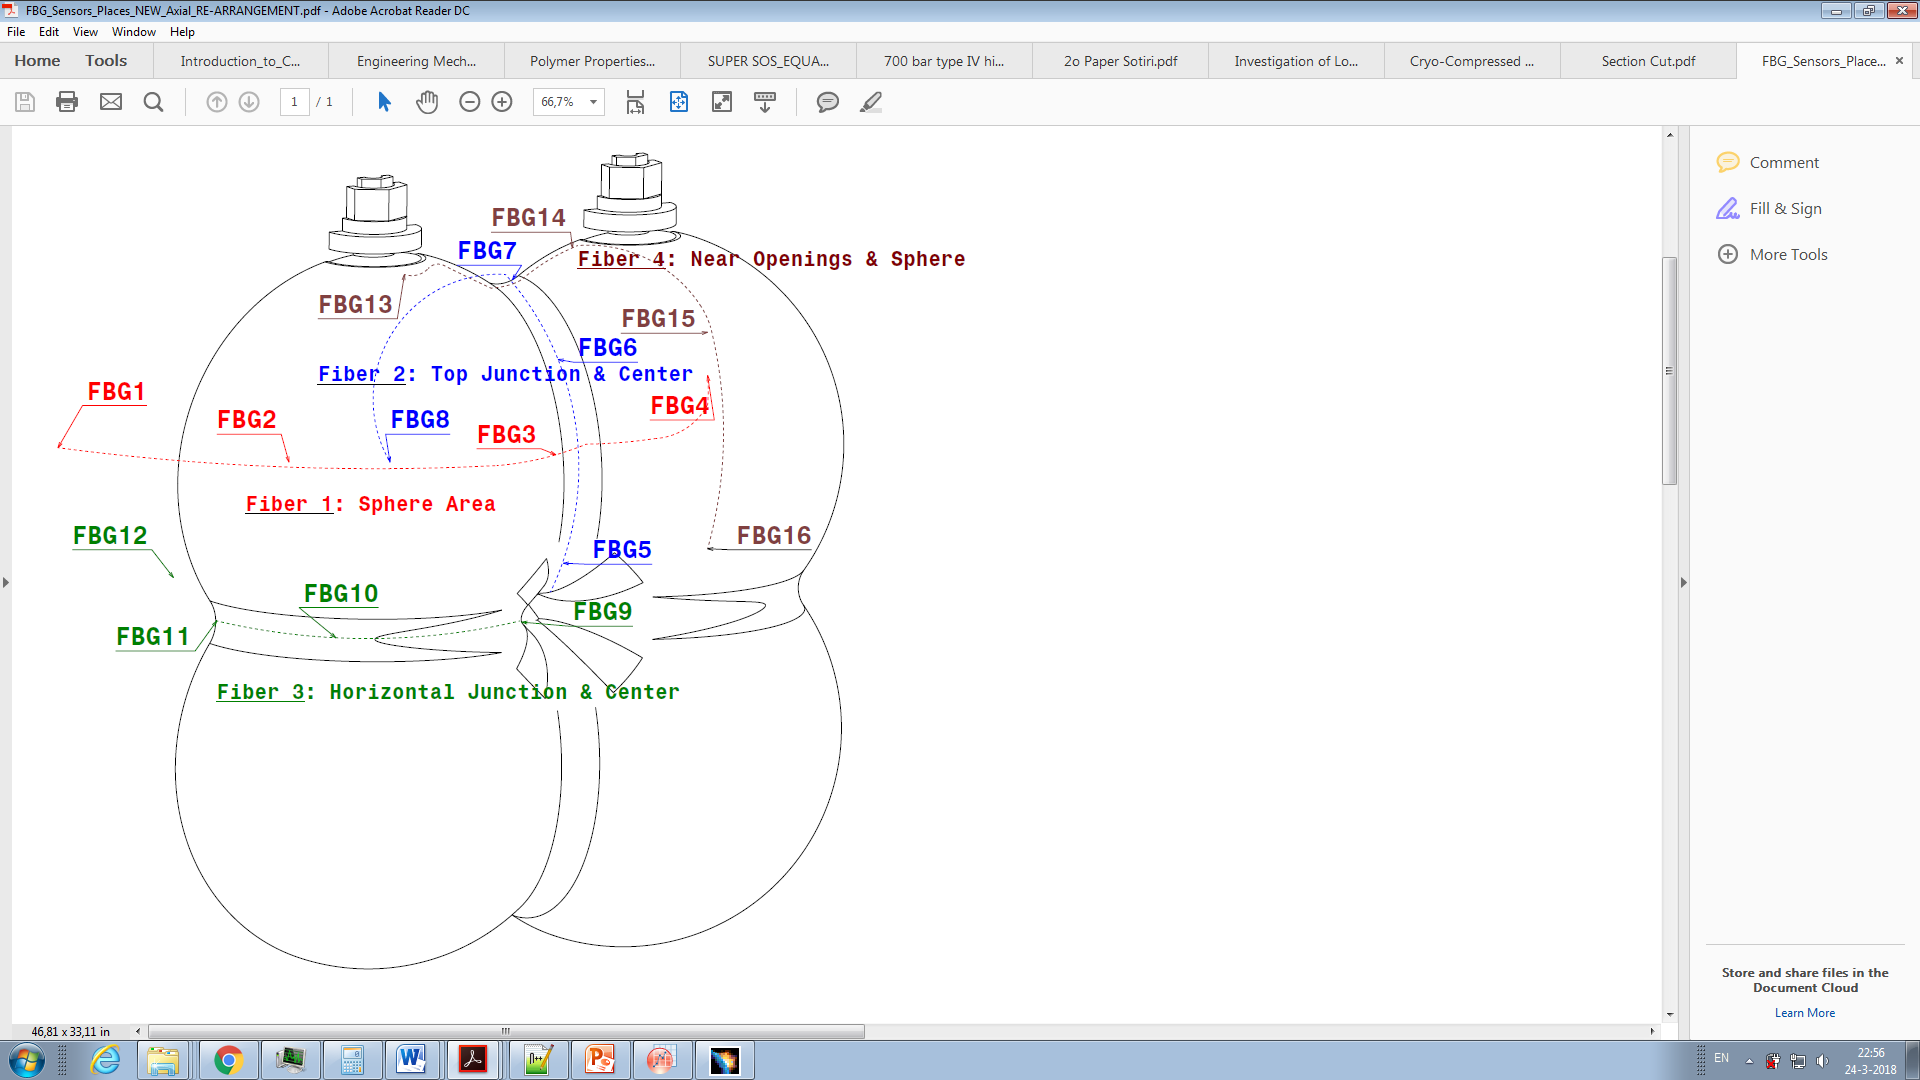 FBG_Sensors_Places_NEW_Axial_RE-ARRANGEMENT.pdf - Adobe Acrobat Reader DC
File Edit View Window Help
Home Tools Introduction_to_C... Engineering Mech... Polymer Properties... SUPER SOS_EQUA... 700 bar type IV hi... 2o Paper Sotiri.pdf Investigation of Lo... Cryo-Compressed ... Section Cut.pdf FBG_Sensors_Place...
1 / 1 66,7%
Comment
Fill & Sign
More Tools
FBG14
FBG7
Fiber 4: Near Openings & Sphere
FBG13
FBG15
FBG6
Fiber 2: Top Junction & Center
FBG1
FBG4
FBG2
FBG8
FBG3
Fiber 1: Sphere Area
FBG12
FBG16
FBG5
FBG10
FBG9
FBG11
Fiber 3: Horizontal Junction & Center
Store and share files in the
Document Cloud
Learn More
46,81 x 33,11 in
EN
22:56
24-3-2018